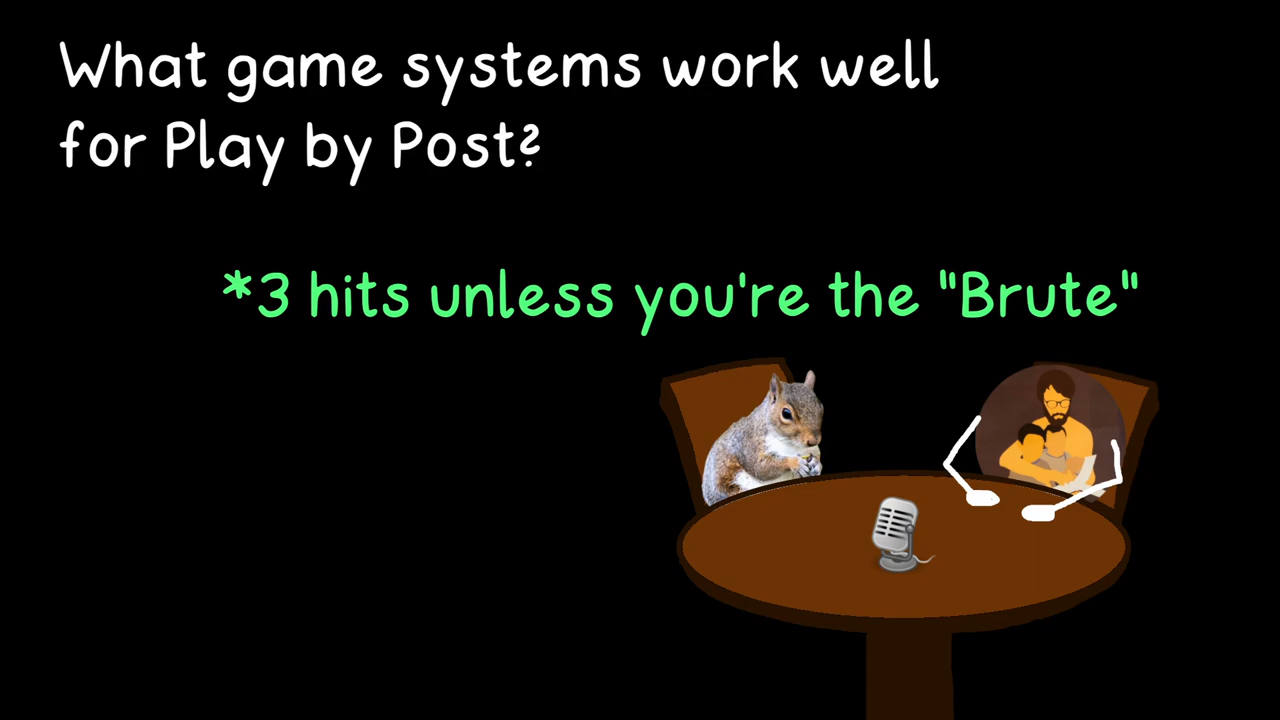 What game systems work well
for Play by Post?
*3 hits unless you're the "Brute"